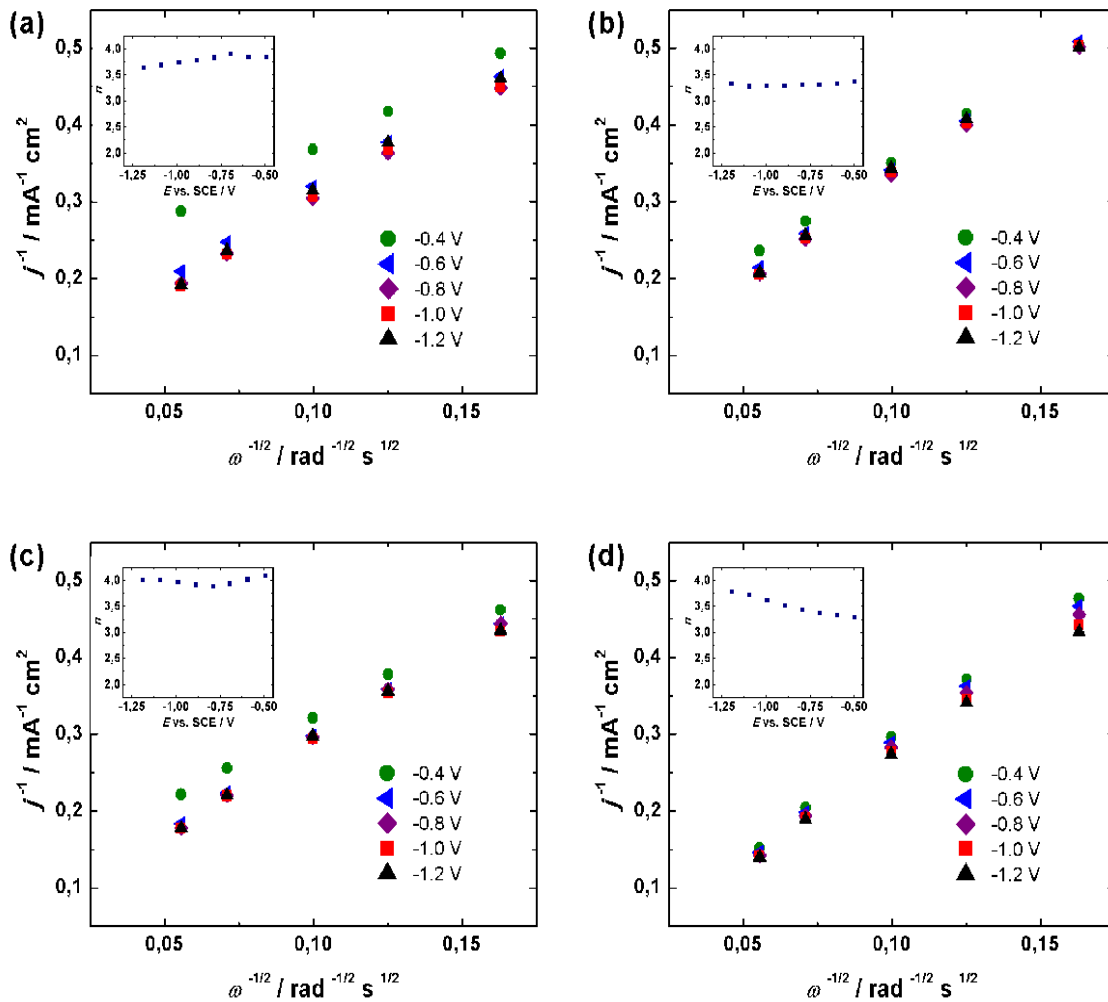 (a)
0,5
0,4
0,3
0,2
0,1
j⁻¹ / mA⁻¹ cm²
4,0
3,5
3,0
2,5
2,0
n
-1,25 -1,00 -0,75 -0,50
E vs. SCE / V
-0.4 V
-0.6 V
-0.8 V
-1.0 V
-1.2 V
0,05 0,10 0,15
ω ⁻¹/² / rad ⁻¹/² s ¹/²
(b)
0,5
0,4
0,3
0,2
0,1
j⁻¹ / mA⁻¹ cm²
4,0
3,5
3,0
2,5
2,0
n
-1,25 -1,00 -0,75 -0,50
E vs. SCE / V
-0.4 V
-0.6 V
-0.8 V
-1.0 V
-1.2 V
0,05 0,10 0,15
ω ⁻¹/² / rad ⁻¹/² s ¹/²
(c)
0,5
0,4
0,3
0,2
0,1
j⁻¹ / mA⁻¹ cm²
4,0
3,5
3,0
2,5
2,0
n
-1,25 -1,00 -0,75 -0,50
E vs. SCE / V
-0.4 V
-0.6 V
-0.8 V
-1.0 V
-1.2 V
0,05 0,10 0,15
ω ⁻¹/² / rad ⁻¹/² s ¹/²
(d)
0,5
0,4
0,3
0,2
0,1
j⁻¹ / mA⁻¹ cm²
4,0
3,5
3,0
2,5
2,0
n
-1,25 -1,00 -0,75 -0,50
E vs. SCE / V
-0.4 V
-0.6 V
-0.8 V
-1.0 V
-1.2 V
0,05 0,10 0,15
ω ⁻¹/² / rad ⁻¹/² s ¹/²